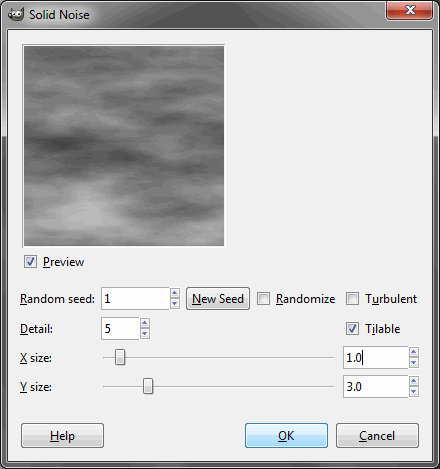 Solid Noise
Preview
Random seed: 1 New Seed Randomize Turbulent
Detail: 5 Tilable
X size: 1.0
Y size: 3.0
Help OK Cancel